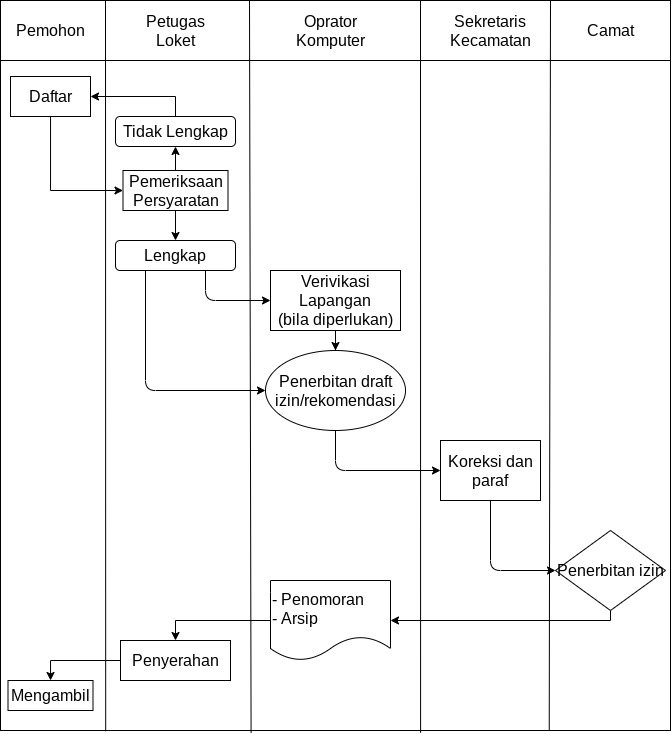 Pemohon
Petugas
Loket
Oprator
Komputer
Sekretaris
Kecamatan
Camat
Daftar
Tidak Lengkap
Pemeriksaan
Persyaratan
Lengkap
Verivikasi
Lapangan
(bila diperlukan)
Penerbitan draft
izin/rekomendasi
Koreksi dan
paraf
Penerbitan izin
- Penomoran
- Arsip
Penyerahan
Mengambil